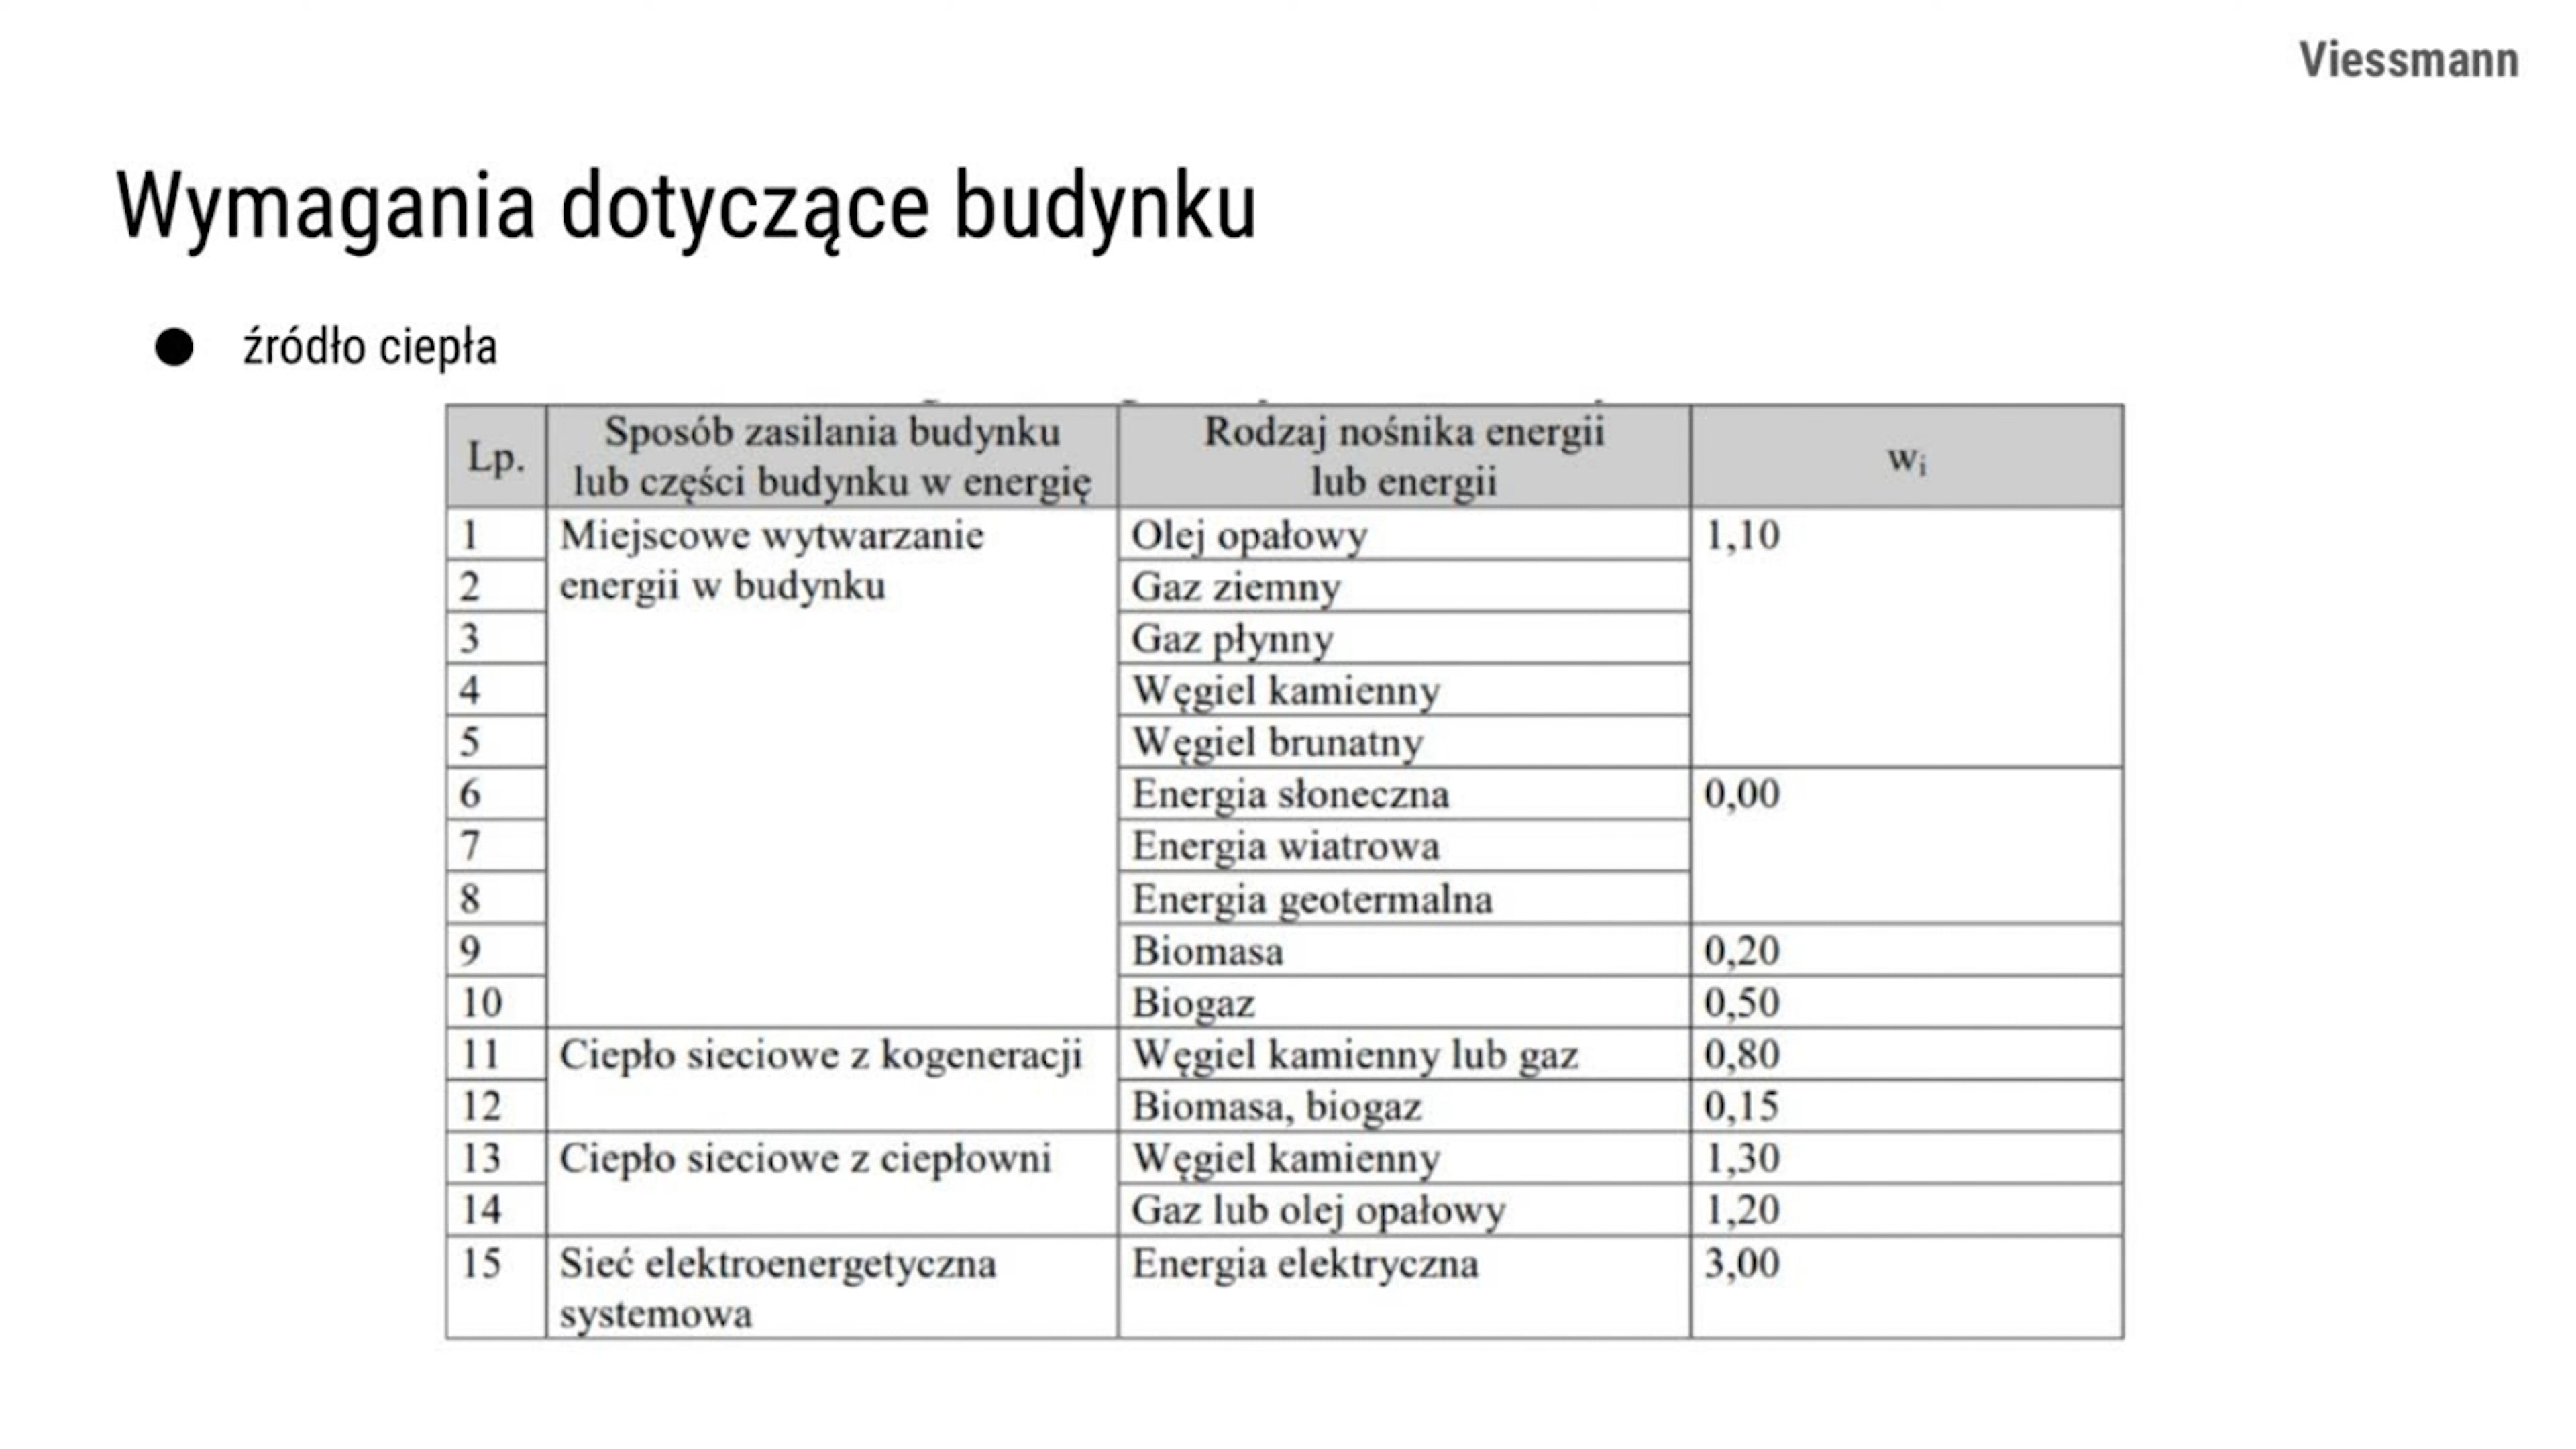 Viessmann
Wymagania dotyczące budynku
● źródło ciepła
Lp.
Sposób zasilania budynku
lub części budynku w energię
Rodzaj nośnika energii
lub energii
wi
1
Miejscowe wytwarzanie
energii w budynku
Olej opałowy
1,10
2
Gaz ziemny
3
Gaz płynny
4
Węgiel kamienny
5
Węgiel brunatny
6
Energia słoneczna
0,00
7
Energia wiatrowa
8
Energia geotermalna
9
Biomasa
0,20
10
Biogaz
0,50
11
Ciepło sieciowe z kogeneracji
Węgiel kamienny lub gaz
0,80
12
Biomasa, biogaz
0,15
13
Ciepło sieciowe z ciepłowni
Węgiel kamienny
1,30
14
Gaz lub olej opałowy
1,20
15
Sieć elektroenergetyczna
systemowa
Energia elektryczna
3,00